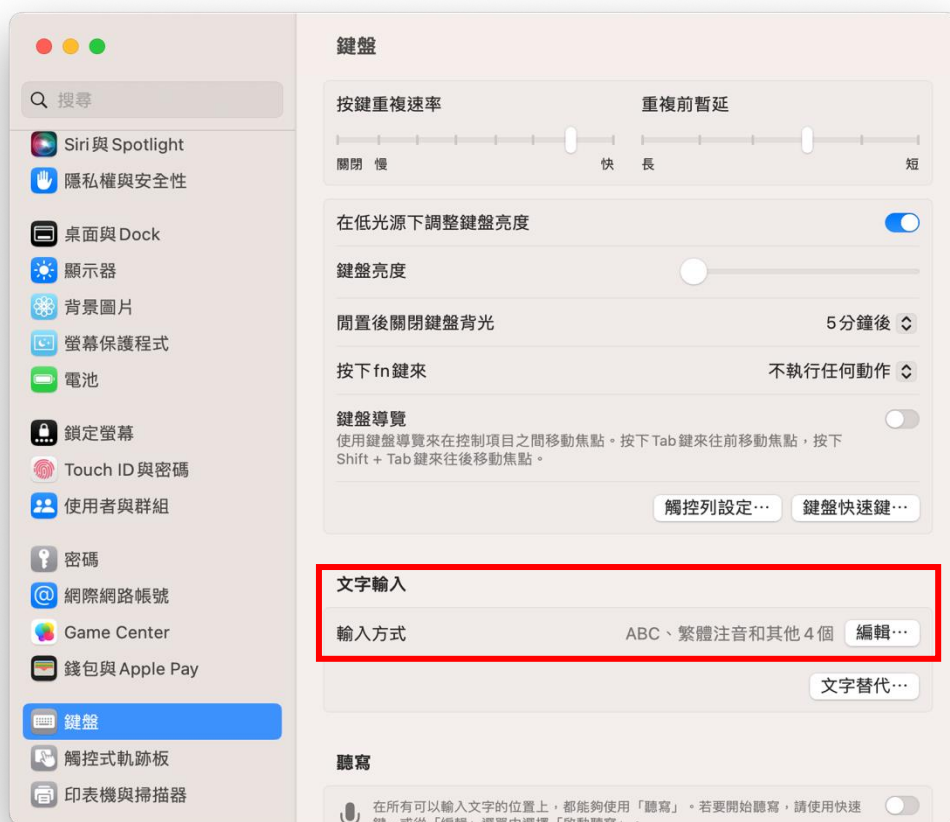 鍵盤
搜尋
Siri與Spotlight
隱私權與安全性
桌面與Dock
顯示器
背景圖片
螢幕保護程式
電池
鎖定螢幕
Touch ID與密碼
使用者與群組
密碼
網際網路帳號
Game Center
錢包與Apple Pay
鍵盤
觸控式軌跡板
印表機與掃描器
按鍵重複速率
重複前暫延
關閉 慢 快
長 短
在低光源下調整鍵盤亮度
鍵盤亮度
閒置後關閉鍵盤背光 5分鐘後
按下fn鍵來 不執行任何動作
鍵盤導覽
使用鍵盤導覽來在控制項目之間移動焦點。按下Tab鍵來往前移動焦點，按下
Shift + Tab鍵來往後移動焦點。
觸控列設定⋯ 鍵盤快速鍵⋯
文字輸入
輸入方式 ABC、繁體注音和其他4個 編輯⋯
文字替代⋯
聽寫
在所有可以輸入文字的位置上，都能夠使用「聽寫」。若要開始聽寫，請使用快速